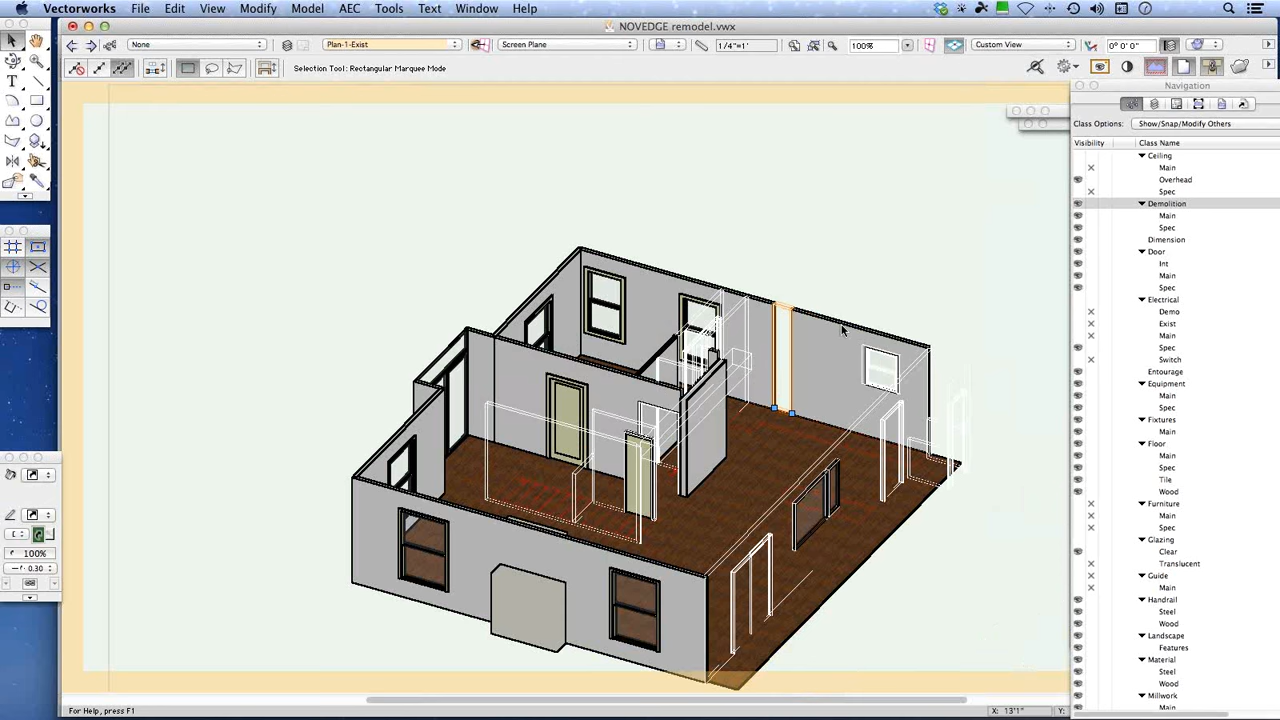 Vectorworks File Edit View Modify Model AEC Tools Text Window Help
NOVEDGE remodel.vwx
None Plan-1-Exist Screen Plane 1/4"=1' 100% Custom View 0° 0' 0"
Selection Tool: Rectangular Marquee Mode
Navigation
Class Options: Show/Snap/Modify Others
Visibility Class Name
Ceiling
Main
Overhead
Spec
Demolition
Main
Spec
Dimension
Door
Int
Main
Spec
Electrical
Demo
Exist
Main
Spec
Switch
Entourage
Equipment
Main
Spec
Fixtures
Main
Floor
Main
Spec
Tile
Wood
Furniture
Main
Spec
Glazing
Clear
Translucent
Guide
Main
Handrail
Steel
Wood
Landscape
Features
Material
Steel
Wood
Millwork
Main
100%
0.30
For Help, press F1
X: 13'1" Y: